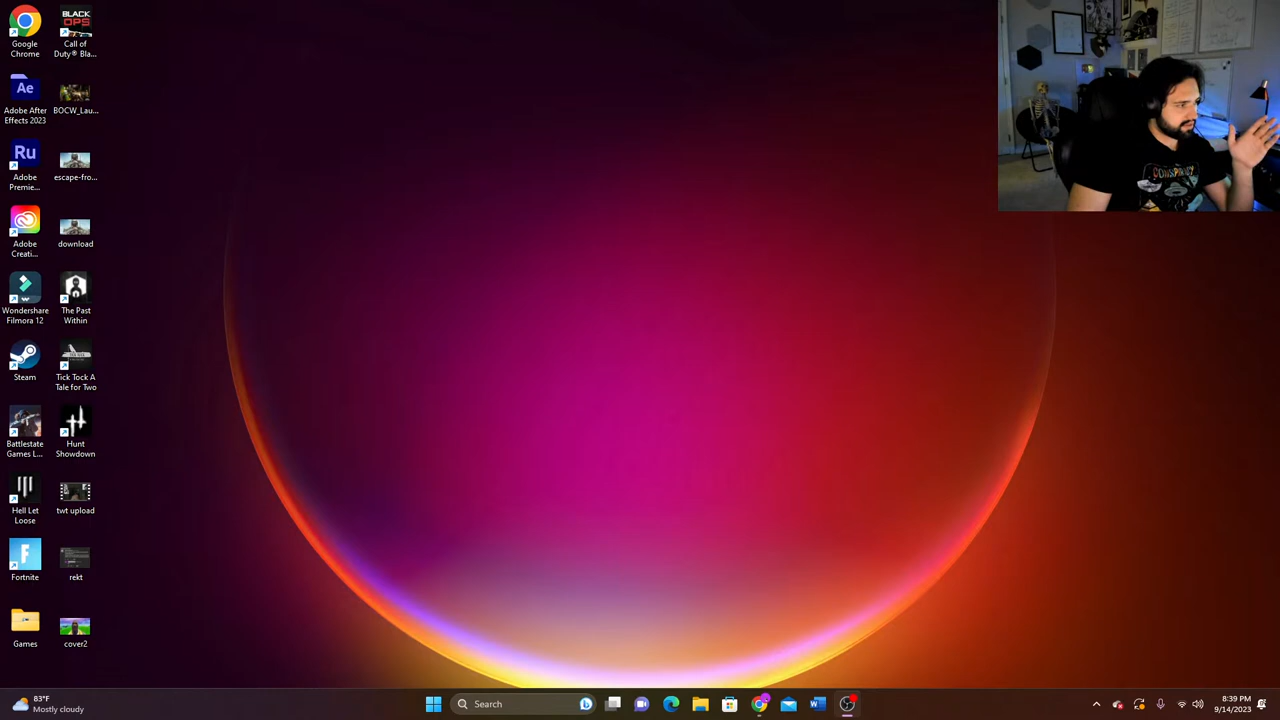 Google
Chrome
BLACK
OPS
Call of
Duty® Bla...
Ae
Adobe After
Effects 2023
BOCW_Lau...
Ru
Adobe
Premie...
escape-fro...
Adobe
Creati...
download
Wondershare
Filmora 12
The Past
Within
Steam
Tick Tock A
Tale for Two
Battlestate
Games L...
Hunt
Showdown
Hell Let
Loose
twt upload
Fortnite
rekt
Games
cover2
CONSPIRACY
83°F
Mostly cloudy
Search
8:39 PM
9/14/2023